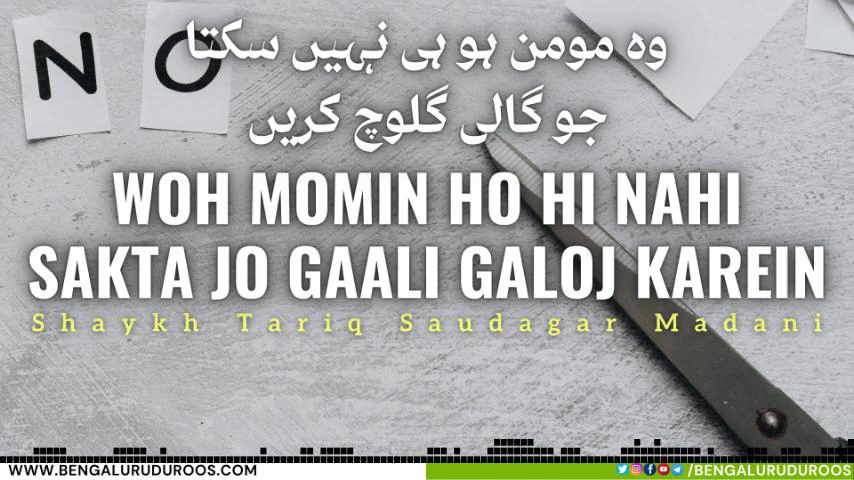 N O
وہ مومن ہو ہی نہیں سکتا
جو گالی گلوچ کریں
WOH MOMIN HO HI NAHI
SAKTA JO GAALI GALOJ KAREIN
Shaykh Tariq Saudagar Madani
WWW.BENGALURUDUROOS.COM
/BENGALURUDUROOS